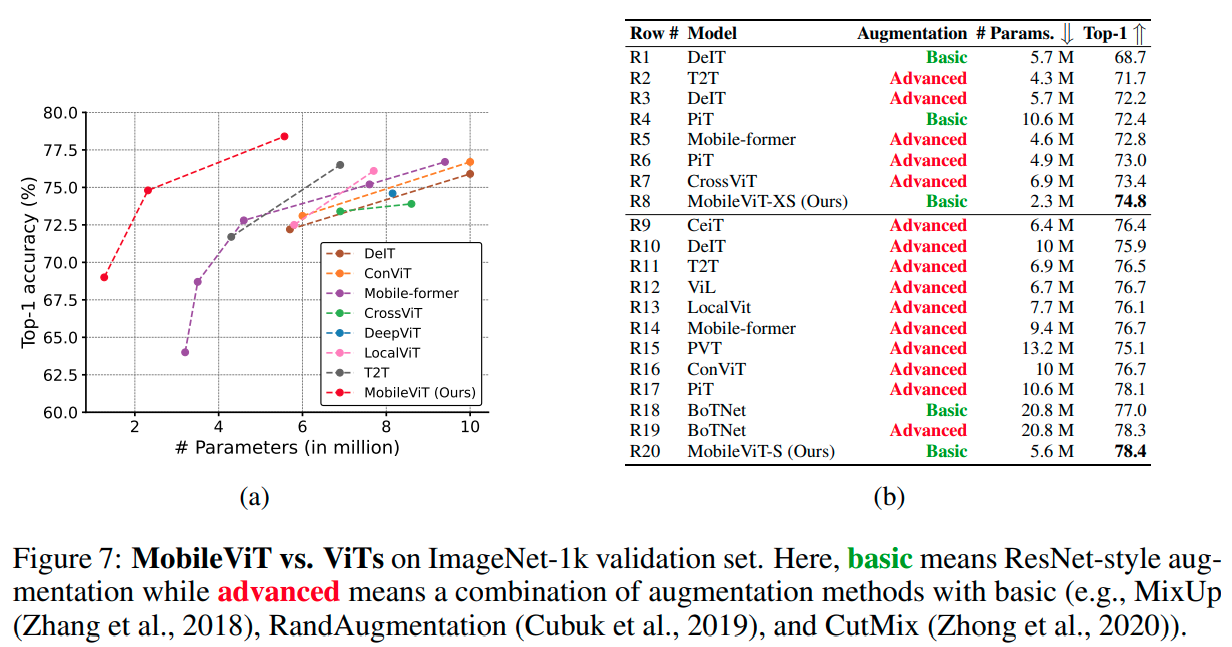 80.0
77.5
75.0
72.5
70.0
67.5
65.0
62.5
60.0
Top-1 accuracy (%)
2 4 6 8 10
# Parameters (in million)
DeIT
ConViT
Mobile-former
CrossViT
DeepViT
LocalViT
T2T
MobileViT (Ours)
(a)
Row # Model Augmentation # Params. ⇓ Top-1 ⇑
R1 DeIT Basic 5.7 M 68.7
R2 T2T Advanced 4.3 M 71.7
R3 DeIT Advanced 5.7 M 72.2
R4 PiT Basic 10.6 M 72.4
R5 Mobile-former Advanced 4.6 M 72.8
R6 PiT Advanced 4.9 M 73.0
R7 CrossViT Advanced 6.9 M 73.4
R8 MobileViT-XS (Ours) Basic 2.3 M 74.8
R9 CeiT Advanced 6.4 M 76.4
R10 DeIT Advanced 10 M 75.9
R11 T2T Advanced 6.9 M 76.5
R12 ViL Advanced 6.7 M 76.7
R13 LocalVit Advanced 7.7 M 76.1
R14 Mobile-former Advanced 9.4 M 76.7
R15 PVT Advanced 13.2 M 75.1
R16 ConViT Advanced 10 M 76.7
R17 PiT Advanced 10.6 M 78.1
R18 BoTNet Basic 20.8 M 77.0
R19 BoTNet Advanced 20.8 M 78.3
R20 MobileViT-S (Ours) Basic 5.6 M 78.4
(b)
Figure 7: MobileViT vs. ViTs on ImageNet-1k validation set. Here, basic means ResNet-style aug-
mentation while advanced means a combination of augmentation methods with basic (e.g., MixUp
(Zhang et al., 2018), RandAugmentation (Cubuk et al., 2019), and CutMix (Zhong et al., 2020)).